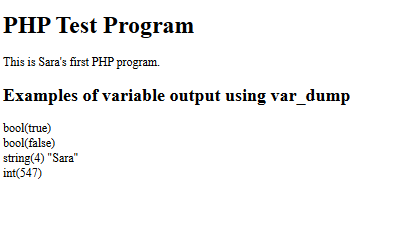 PHP Test Program
This is Sara's first PHP program.
Examples of variable output using var_dump
bool(true)
bool(false)
string(4) "Sara"
int(547)